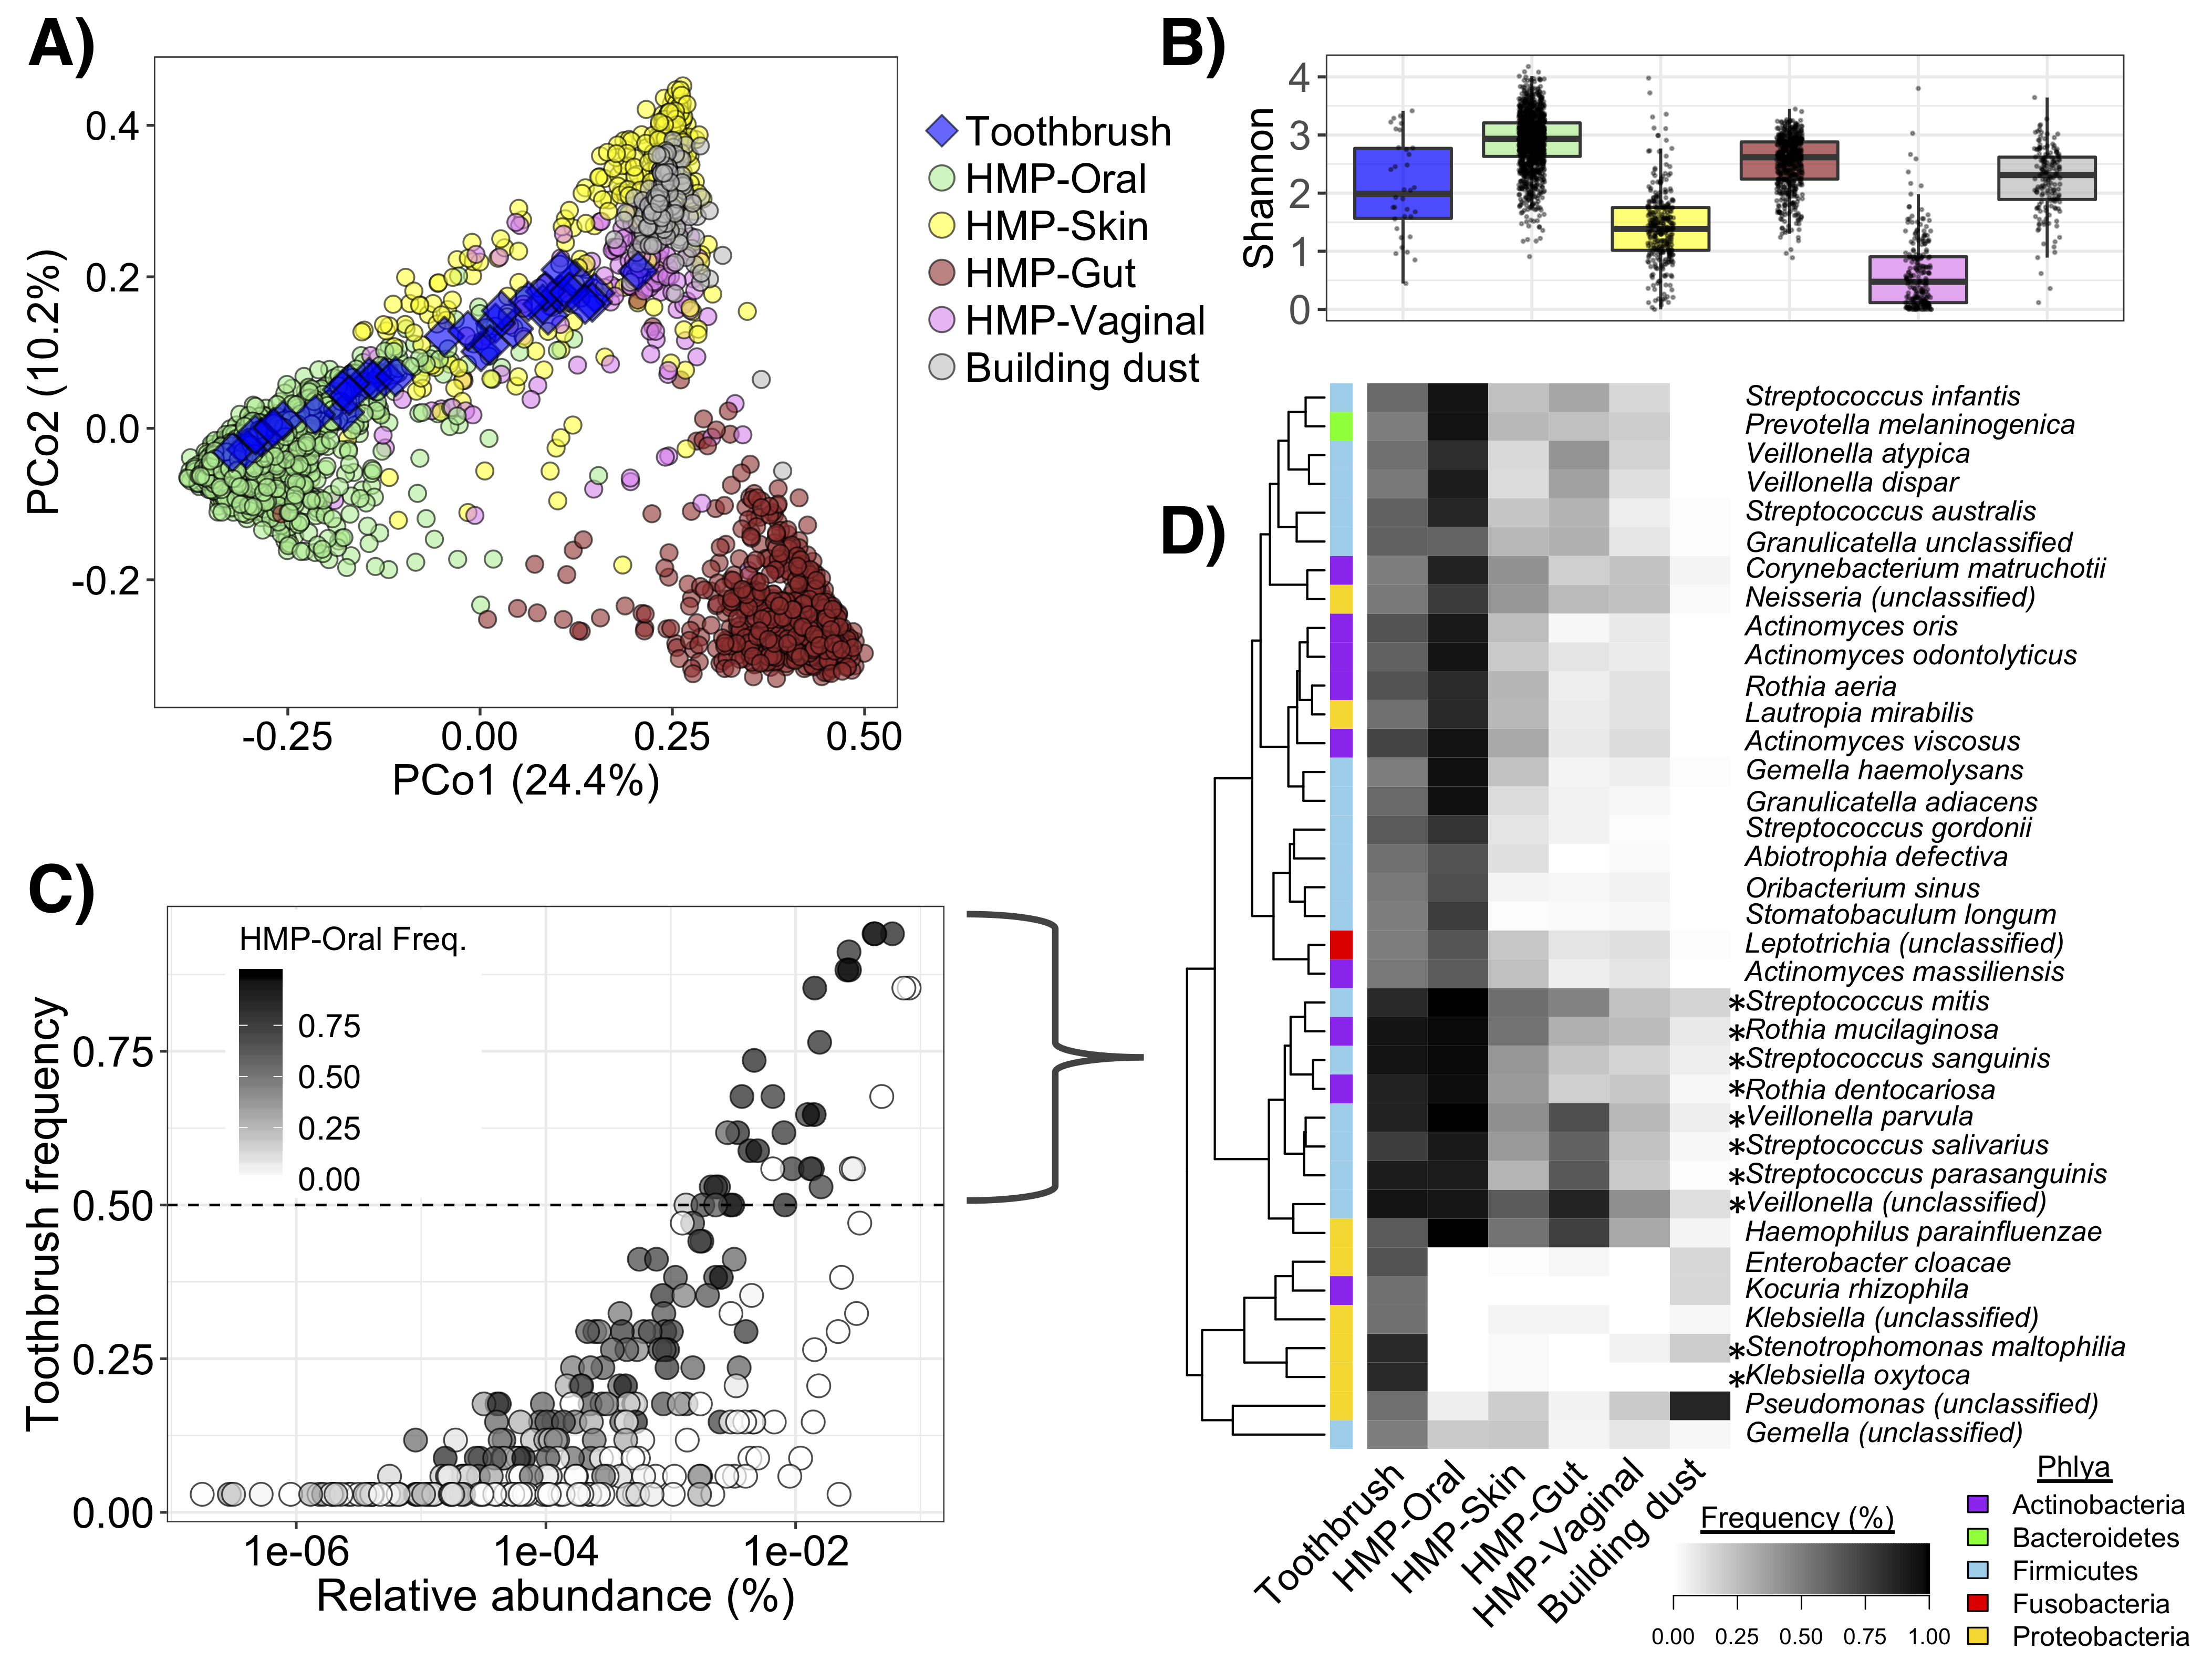 A)
0.4
0.2
0.0
-0.2
PCo2 (10.2%)
-0.25
0.00
0.25
0.50
PCo1 (24.4%)
Toothbrush
HMP-Oral
HMP-Skin
HMP-Gut
HMP-Vaginal
Building dust
B)
Shannon
4
3
2
1
0
C)
HMP-Oral Freq.
0.75
0.50
0.25
0.00
Toothbrush frequency
0.75
0.50
0.25
0.00
1e-06
1e-04
1e-02
Relative abundance (%)
D)
Streptococcus infantis
Prevotella melaninogenica
Veillonella atypica
Veillonella dispar
Streptococcus australis
Granulicatella unclassified
Corynebacterium matruchotii
Neisseria (unclassified)
Actinomyces oris
Actinomyces odontolyticus
Rothia aeria
Lautropia mirabilis
Actinomyces viscosus
Gemella haemolysans
Granulicatella adiacens
Streptococcus gordonii
Abiotrophia defectiva
Oribacterium sinus
Stomatobaculum longum
Leptotrichia (unclassified)
Actinomyces massiliensis
*Streptococcus mitis
*Rothia mucilaginosa
*Streptococcus sanguinis
*Rothia dentocariosa
*Veillonella parvula
*Streptococcus salivarius
*Streptococcus parasanguinis
*Veillonella (unclassified)
Haemophilus parainfluenzae
Enterobacter cloacae
Kocuria rhizophila
Klebsiella (unclassified)
*Stenotrophomonas maltophilia
*Klebsiella oxytoca
Pseudomonas (unclassified)
Gemella (unclassified)
Toothbrush
HMP-Oral
HMP-Skin
HMP-Gut
HMP-Vaginal
Building dust
Frequency (%)
0.00 0.25 0.50 0.75 1.00
Phlya
Actinobacteria
Bacteroidetes
Firmicutes
Fusobacteria
Proteobacteria